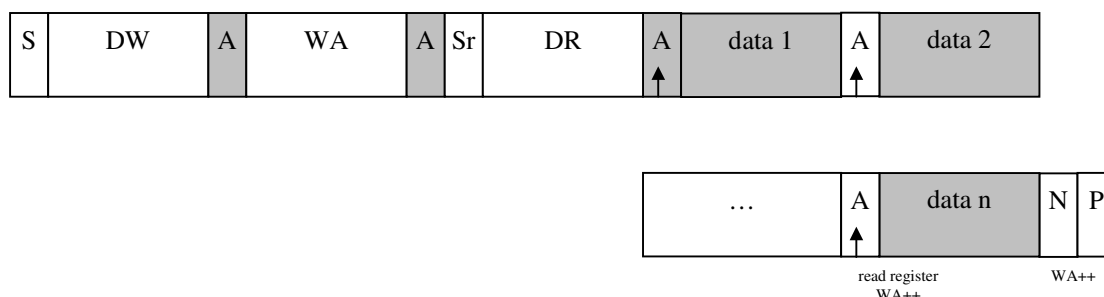 S DW A WA A Sr DR A data 1 A data 2
… A data n N P
read register WA++
WA++